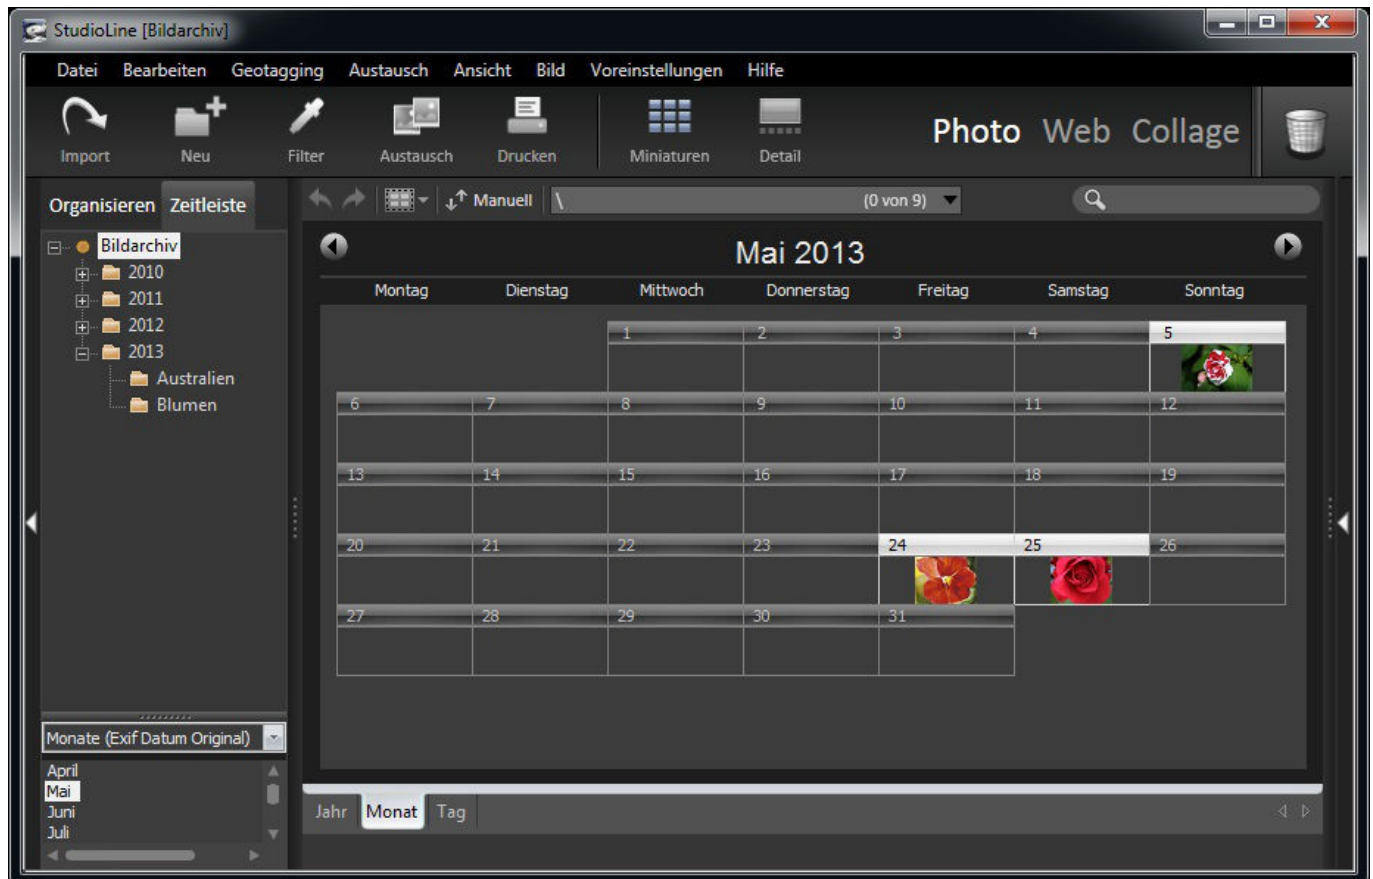 StudioLine [Bildarchiv]
Datei Bearbeiten Geotagging Austausch Ansicht Bild Voreinstellungen Hilfe
Import Neu Filter Austausch Drucken Miniaturen Detail
Photo Web Collage
Organisieren Zeitleiste
Manuell \ (0 von 9)
Bildarchiv
2010
2011
2012
2013
Australien
Blumen
Mai 2013
Montag Dienstag Mittwoch Donnerstag Freitag Samstag Sonntag
1 2 3 4 5
6 7 8 9 10 11 12
13 14 15 16 17 18 19
20 21 22 23 24 25 26
27 28 29 30 31
Monate (Exif Datum Original)
April
Mai
Juni
Juli
Jahr Monat Tag